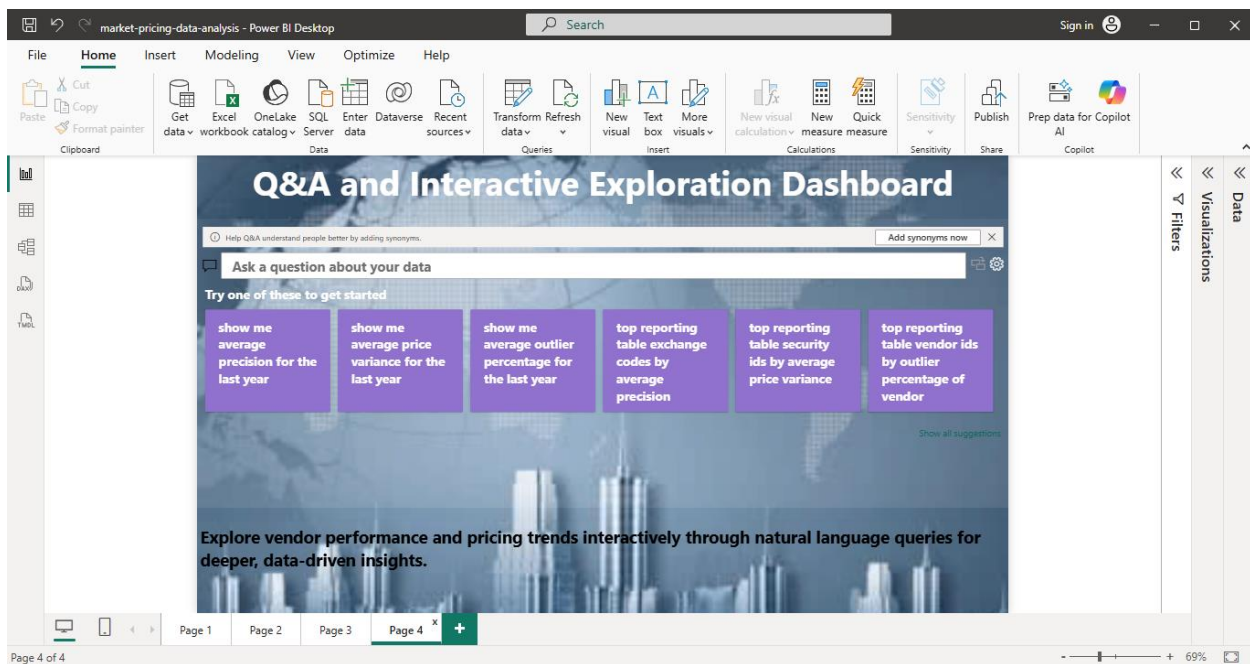 market-pricing-data-analysis - Power BI Desktop
Search
Sign in
File Home Insert Modeling View Optimize Help
Paste
Cut
Copy
Format painter
Clipboard
Get data
Excel workbook
OneLake catalog
SQL Server
Enter data
Dataverse
Recent sources
Data
Transform data
Refresh
Queries
New visual
Text box
More visuals
Insert
New visual calculation
New measure
Quick measure
Calculations
Sensitivity
Sensitivity
Publish
Share
Prep data for AI
Copilot
Copilot
DAX
TMDL
Q&A and Interactive Exploration Dashboard
Help Q&A understand people better by adding synonyms.
Add synonyms now
Ask a question about your data
Try one of these to get started
show me
average
precision for the
last year
show me
average price
variance for the
last year
show me
average outlier
percentage for
the last year
top reporting
table exchange
codes by
average
precision
top reporting
table security
ids by average
price variance
top reporting
table vendor ids
by outlier
percentage of
vendor
Show all suggestions
Explore vendor performance and pricing trends interactively through natural language queries for
deeper, data-driven insights.
Filters
Visualizations
Data
Page 1 Page 2 Page 3 Page 4 x +
Page 4 of 4
- + 69%